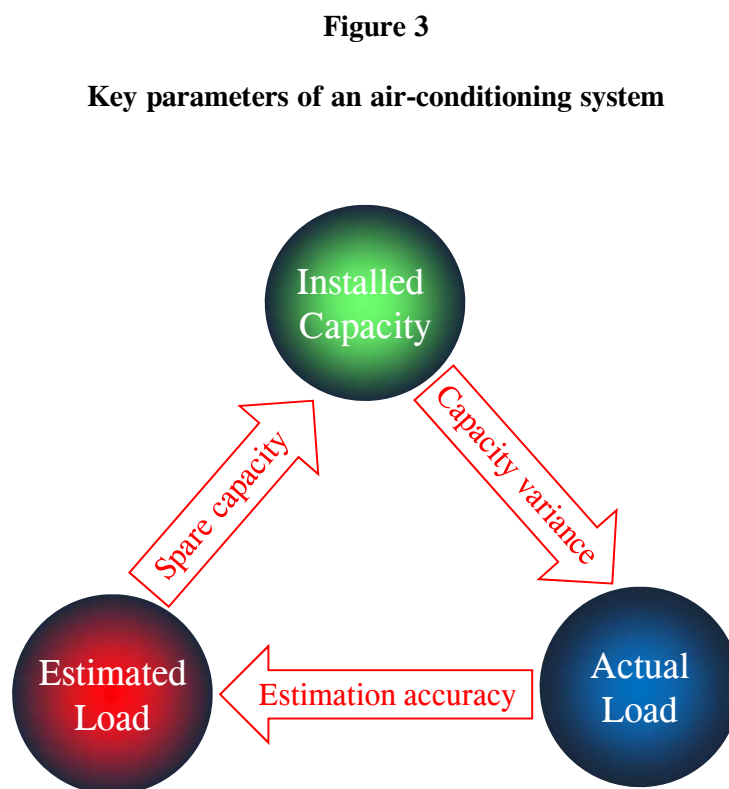 Figure 3
Key parameters of an air-conditioning system
Installed
Capacity
Capacity variance
Spare capacity
Estimated
Load
Estimation accuracy
Actual
Load